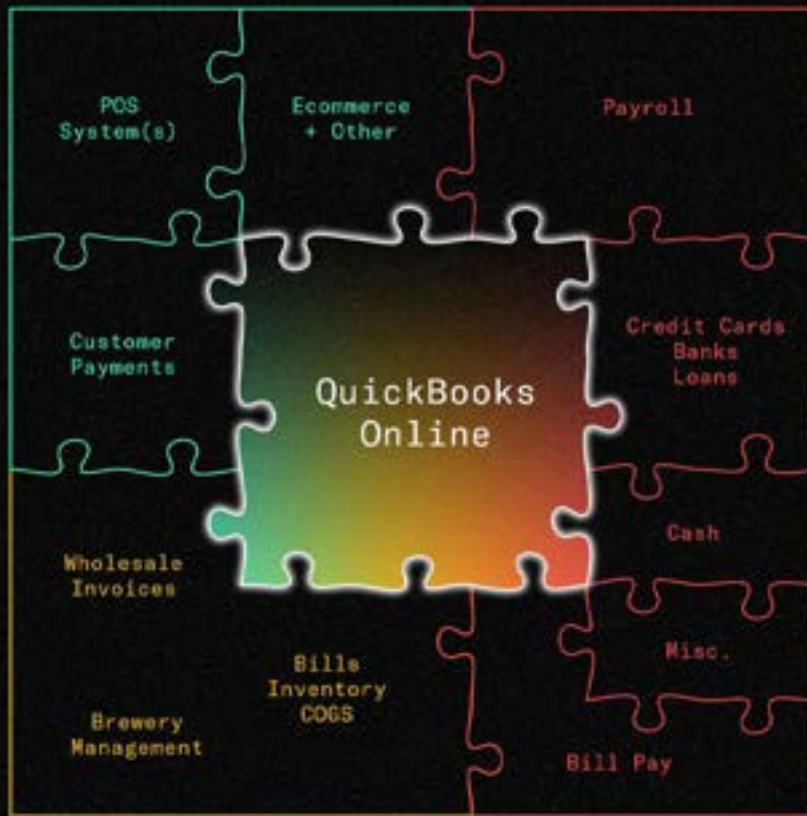 POS
System(s)
Ecommerce
+ Other
Payroll
Customer
Payments
QuickBooks
Online
Credit Cards
Banks
Loans
Cash
Wholesale
Invoices
Misc.
Bills
Inventory
COGS
Brewery
Management
Bill Pay